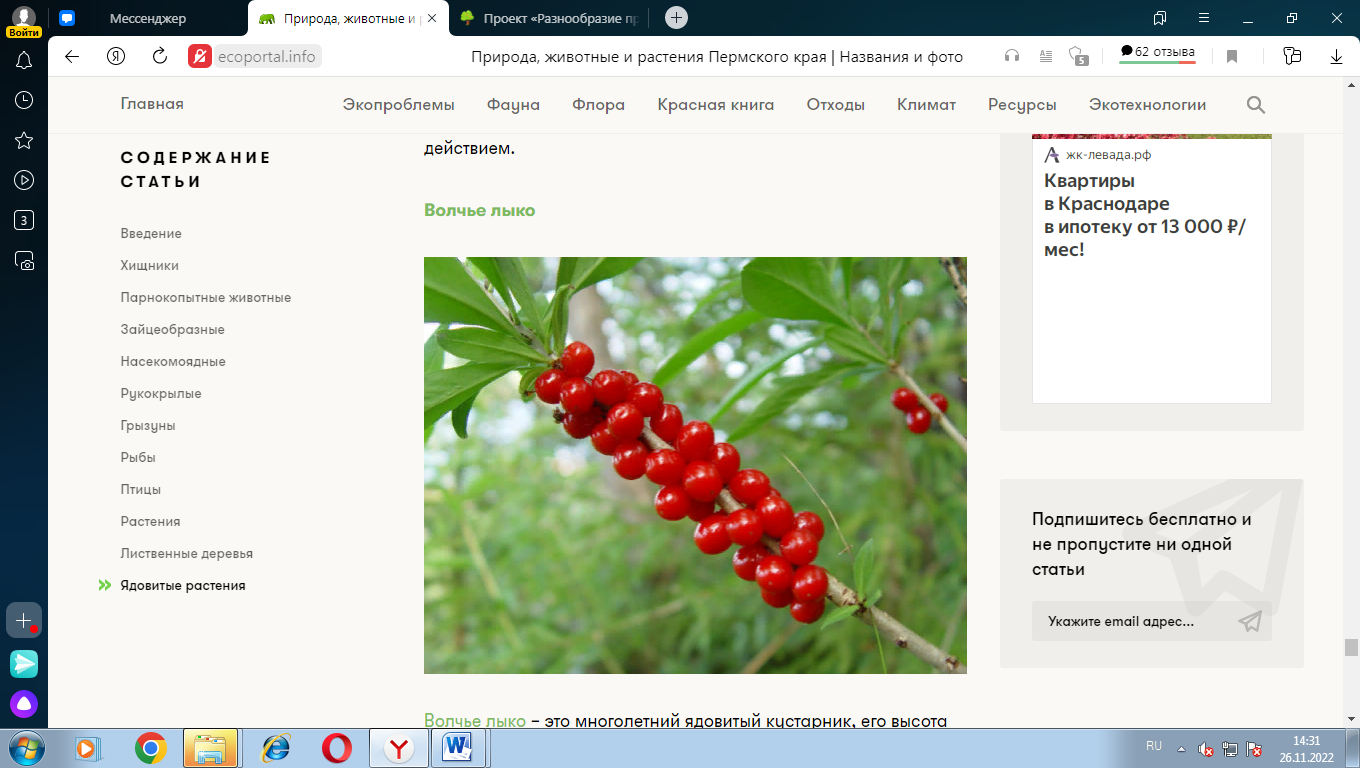 Войти
Мессенджер
Природа, животные и р
Проект «Разнообразие пр
ecoportal.info
Природа, животные и растения Пермского края | Названия и фото
5
62 отзыва
3
Главная
Экопроблемы
Фауна
Флора
Красная книга
Отходы
Климат
Ресурсы
Экотехнологии
СОДЕРЖАНИЕ
СТАТЬИ
Введение
Хищники
Парнокопытные животные
Зайцеобразные
Насекомоядные
Рукокрылые
Грызуны
Рыбы
Птицы
Растения
Лиственные деревья
Ядовитые растения
действием.
Волчье лыко
Волчье лыко – это многолетний ядовитый кустарник, его высота
жк-левада.рф
Квартиры
в Краснодаре
в ипотеку от 13 000 ₽/
мес!
Подпишитесь бесплатно и
не пропустите ни одной
статьи
Укажите email адрес...
RU
14:31
26.11.2022